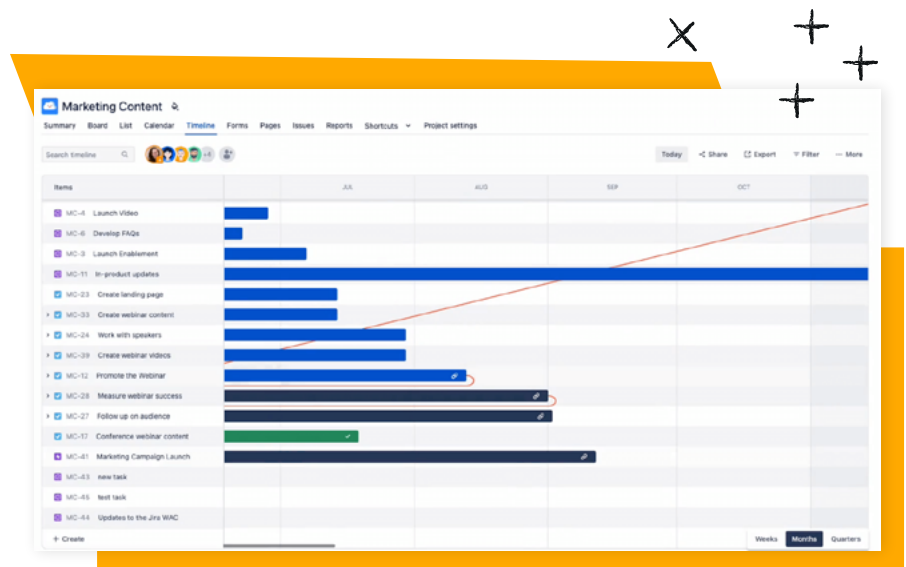 Marketing Content
Summary Board List Calendar Timeline Forms Pages Issues Reports Shortcuts Project settings
Search timeline Today Share Export Filter More
Items JUL AUG SEP OCT
MC-4 Launch Video
MC-6 Develop FAQs
MC-3 Launch Enablement
MC-11 In-product updates
MC-23 Create landing page
MC-33 Create webinar content
MC-24 Work with speakers
MC-39 Create webinar videos
MC-12 Promote the Webinar
MC-28 Measure webinar success
MC-27 Follow up on audience
MC-17 Conference webinar content
MC-41 Marketing Campaign Launch
MC-43 new task
MC-45 test task
MC-44 Updates to the Jira WAC
+ Create Weeks Months Quarters